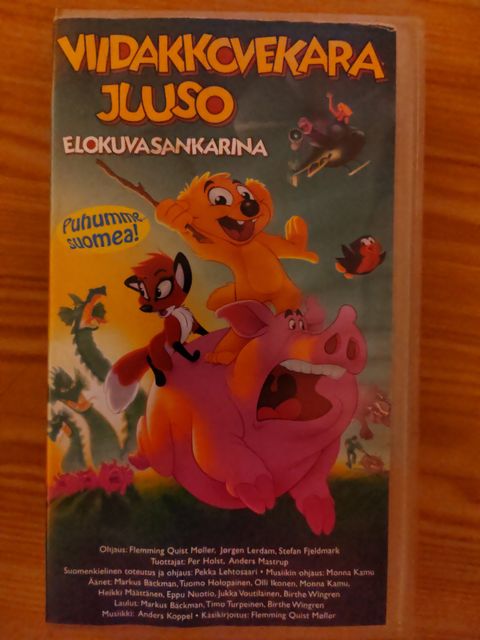 VIIDAKKOVEKARA
JUUSO
ELOKUVASANKARINA
Puhumme
suomea!
Ohjaus: Flemming Quist Møller, Jørgen Lerdam, Stefan Fjeldmark
Tuottajat: Per Holst, Anders Mastrup
Suomenkielinen toteutus ja ohjaus: Pekka Lehtosaari • Musiikin ohjaus: Monna Kamu
Äänet: Markus Bäckman, Tuomo Holopainen, Olli Ikonen, Monna Kamu,
Heikki Määttänen, Eppu Nuotio, Jukka Voutilainen, Birthe Wingren
Laulut: Markus Bäckman, Timo Turpeinen, Birthe Wingren
Musiikki: Anders Koppel • Käsikirjoitus: Flemming Quist Møller